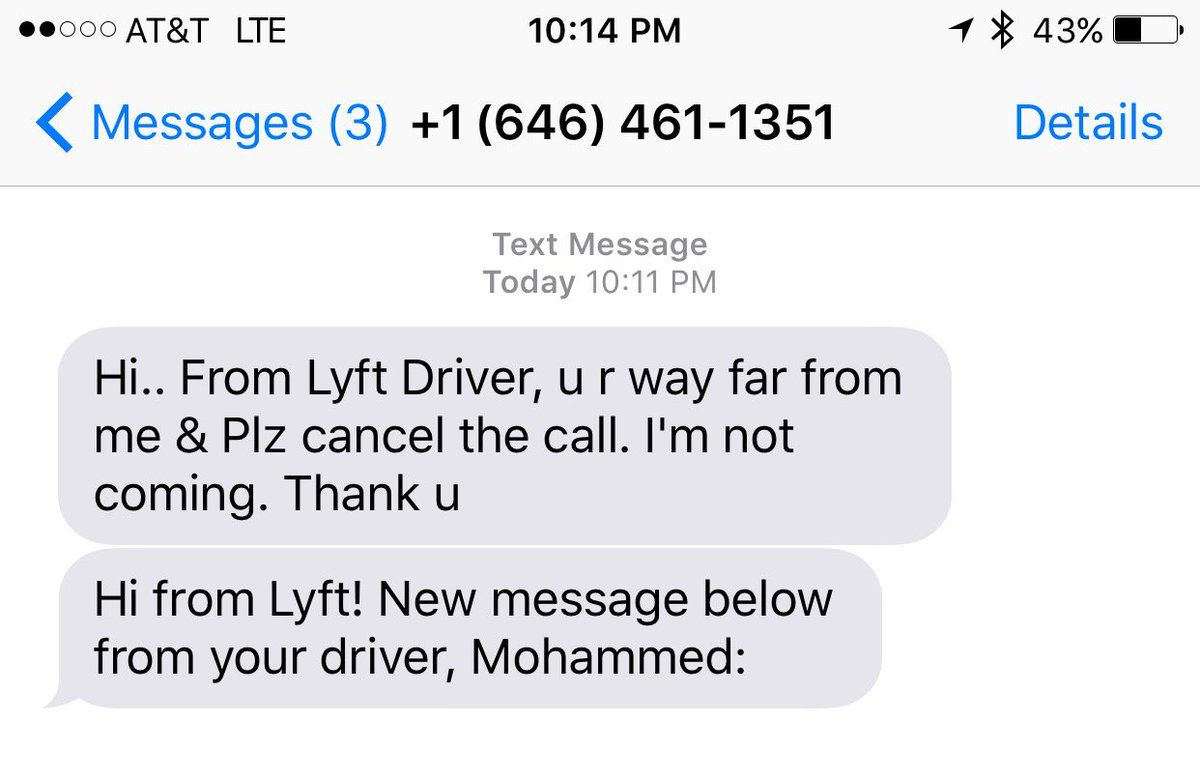 AT&T LTE 10:14 PM 43%
Messages (3) +1 (646) 461-1351 Details
Text Message
Today 10:11 PM
Hi.. From Lyft Driver, u r way far from
me & Plz cancel the call. I'm not
coming. Thank u
Hi from Lyft! New message below
from your driver, Mohammed: